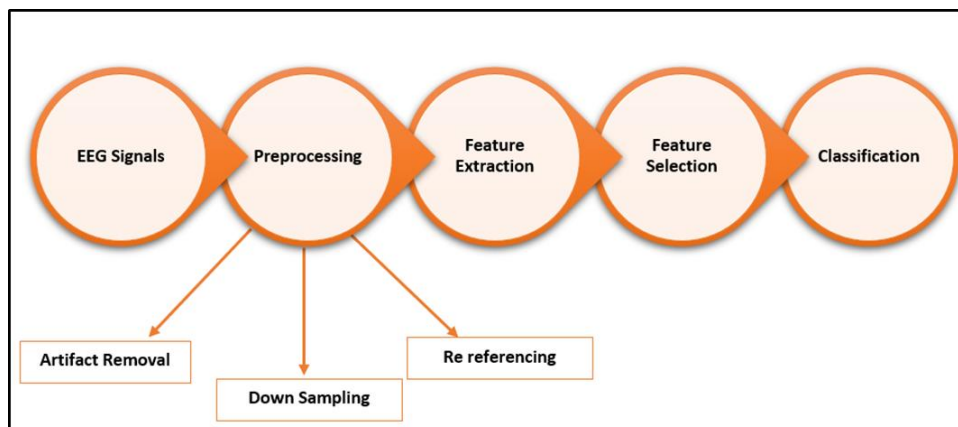 EEG Signals
Preprocessing
Feature
Extraction
Feature
Selection
Classification
Artifact Removal
Down Sampling
Re referencing